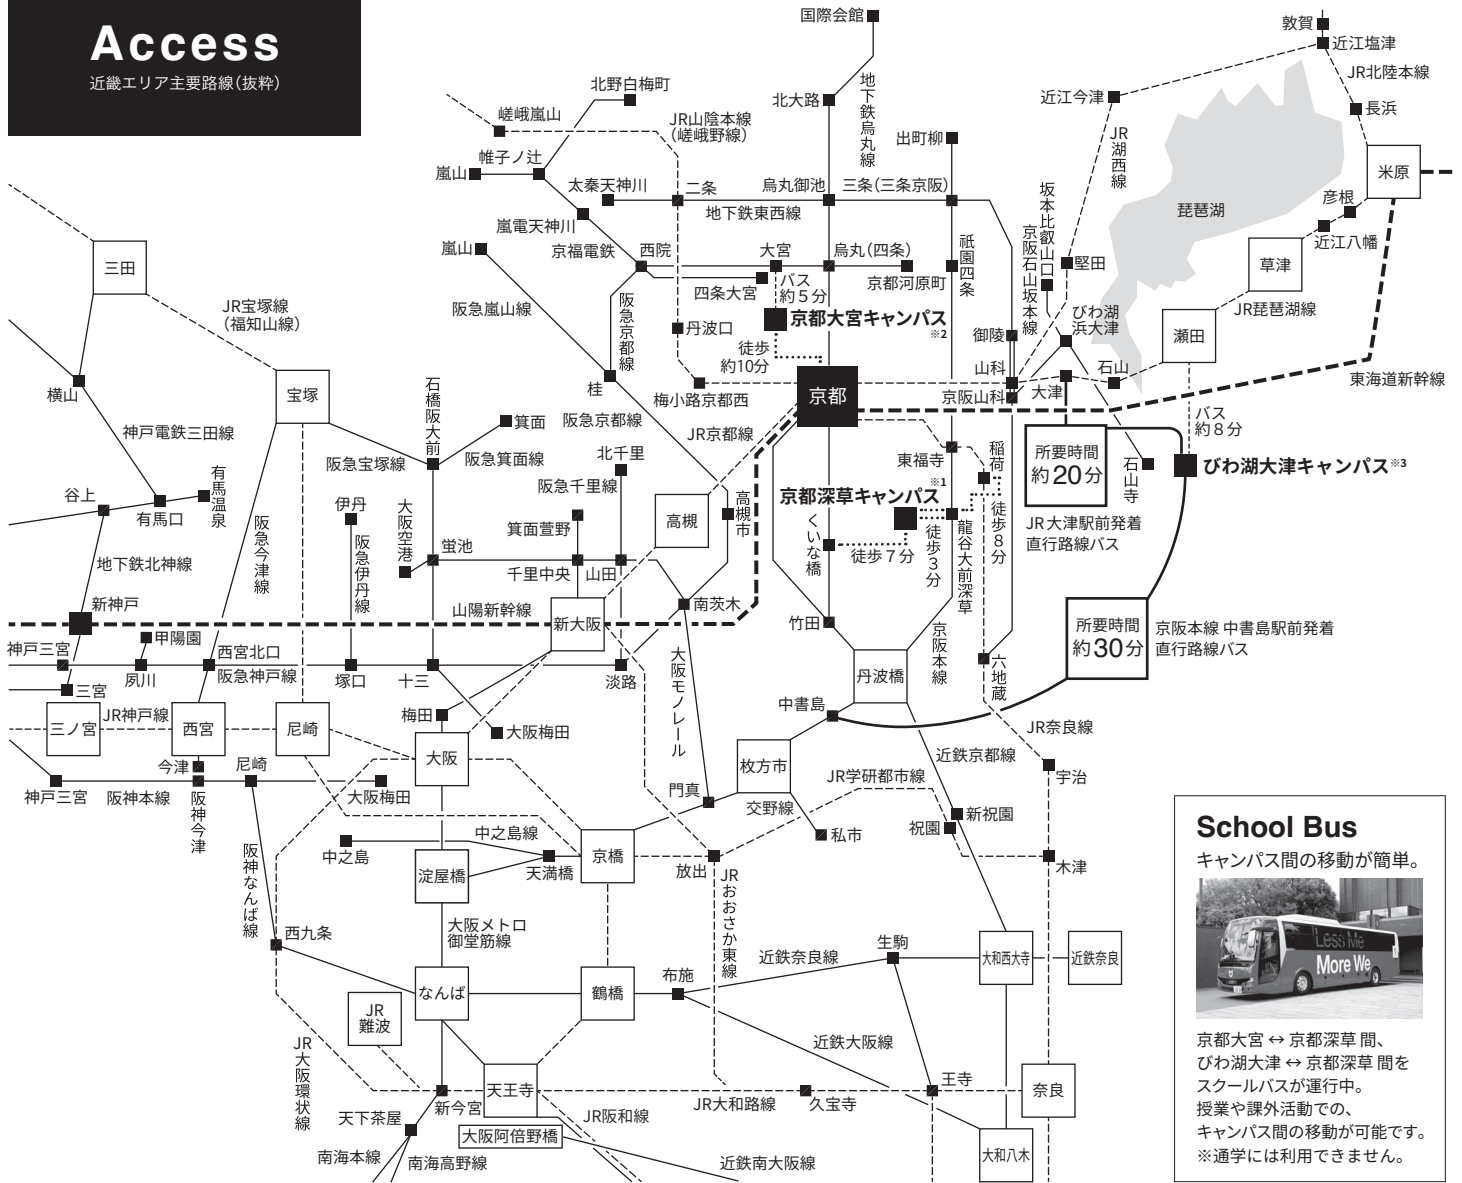 Access
近畿エリア主要路線（抜粋）
国際会館
敦賀
近江塩津
JR北陸本線
北野白梅町
北大路
地下鉄烏丸線
近江今津
長浜
嵯峨嵐山
JR山陰本線
（嵯峨野線）
出町柳
JR湖西線
帷子ノ辻
嵐山
太秦天神川
二条
烏丸御池
三条（三条京阪）
坂本比叡山口
米原
彦根
地下鉄東西線
琵琶湖
嵐電天神川
近江八幡
三田
嵐山
京福電鉄
西院
大宮
烏丸（四条）
祇園四条
京阪石山坂本線
堅田
草津
四条大宮
バス
約5分
京都河原町
JR宝塚線
（福知山線）
阪急嵐山線
阪急京都線
びわ湖
浜大津
JR琵琶湖線
丹波口
京都大宮キャンパス
※2
御陵
瀬田
徒歩
約10分
山科
石山
横山
宝塚
石橋阪大前
桂
梅小路京都西
京都
京阪山科
大津
東海道新幹線
箕面
阪急京都線
JR京都線
バス
約8分
神戸電鉄三田線
阪急宝塚線
阪急箕面線
北千里
東福寺
稲荷
所要時間
約20分
石山寺
びわ湖大津キャンパス※3
阪急千里線
※1
京都深草キャンパス
谷上
有馬口
有馬温泉
伊丹
大阪空港
箕面萱野
高槻
高槻市
JR大津駅前発着
直行路線バス
阪急今津線
阪急伊丹線
蛍池
くいな橋
徒歩7分
徒歩3分
龍谷大前深草
徒歩8分
地下鉄北神線
千里中央
山田
新神戸
山陽新幹線
新大阪
南茨木
竹田
京阪本線
所要時間
約30分
京阪本線 中書島駅前発着
直行路線バス
神戸三宮
甲陽園
西宮北口
夙川
阪急神戸線
塚口
十三
淡路
大阪モノレール
丹波橋
六地蔵
三宮
三ノ宮
JR神戸線
西宮
尼崎
梅田
大阪梅田
中書島
JR奈良線
大阪
近鉄京都線
今津
尼崎
枚方市
神戸三宮
阪神本線
阪神今津
大阪梅田
門真
交野線
JR学研都市線
宇治
私市
新祝園
祝園
中之島線
中之島
淀屋橋
天満橋
京橋
放出
木津
阪神なんば線
JRおおさか東線
大阪メトロ
御堂筋線
西九条
生駒
近鉄奈良線
大和西大寺
近鉄奈良
なんば
鶴橋
布施
JR
難波
近鉄大阪線
JR大阪環状線
天王寺
王寺
奈良
新今宮
JR大和路線
久宝寺
天下茶屋
JR阪和線
大阪阿倍野橋
大和八木
南海本線
南海高野線
近鉄南大阪線
School Bus
キャンパス間の移動が簡単。
Less Me
More We
京都大宮 ↔ 京都深草 間、
びわ湖大津 ↔ 京都深草 間を
スクールバスが運行中。
授業や課外活動での、
キャンパス間の移動が可能です。
※通学には利用できません。